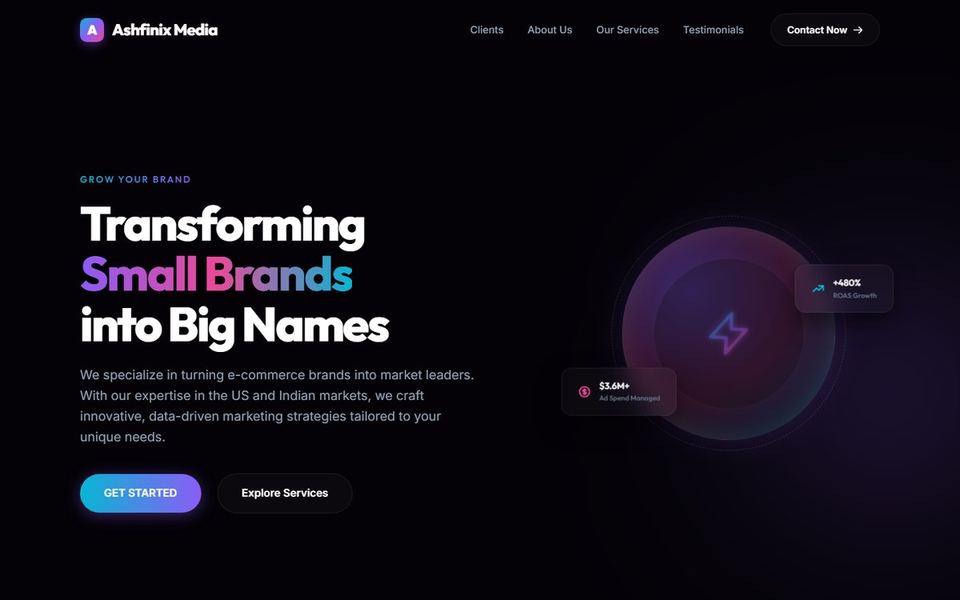 A Ashfinix Media
Clients About Us Our Services Testimonials Contact Now →
GROW YOUR BRAND
Transforming
Small Brands
into Big Names
We specialize in turning e-commerce brands into market leaders.
With our expertise in the US and Indian markets, we craft
innovative, data-driven marketing strategies tailored to your
unique needs.
GET STARTED Explore Services
+480%
ROAS Growth
$3.6M+
Ad Spend Managed